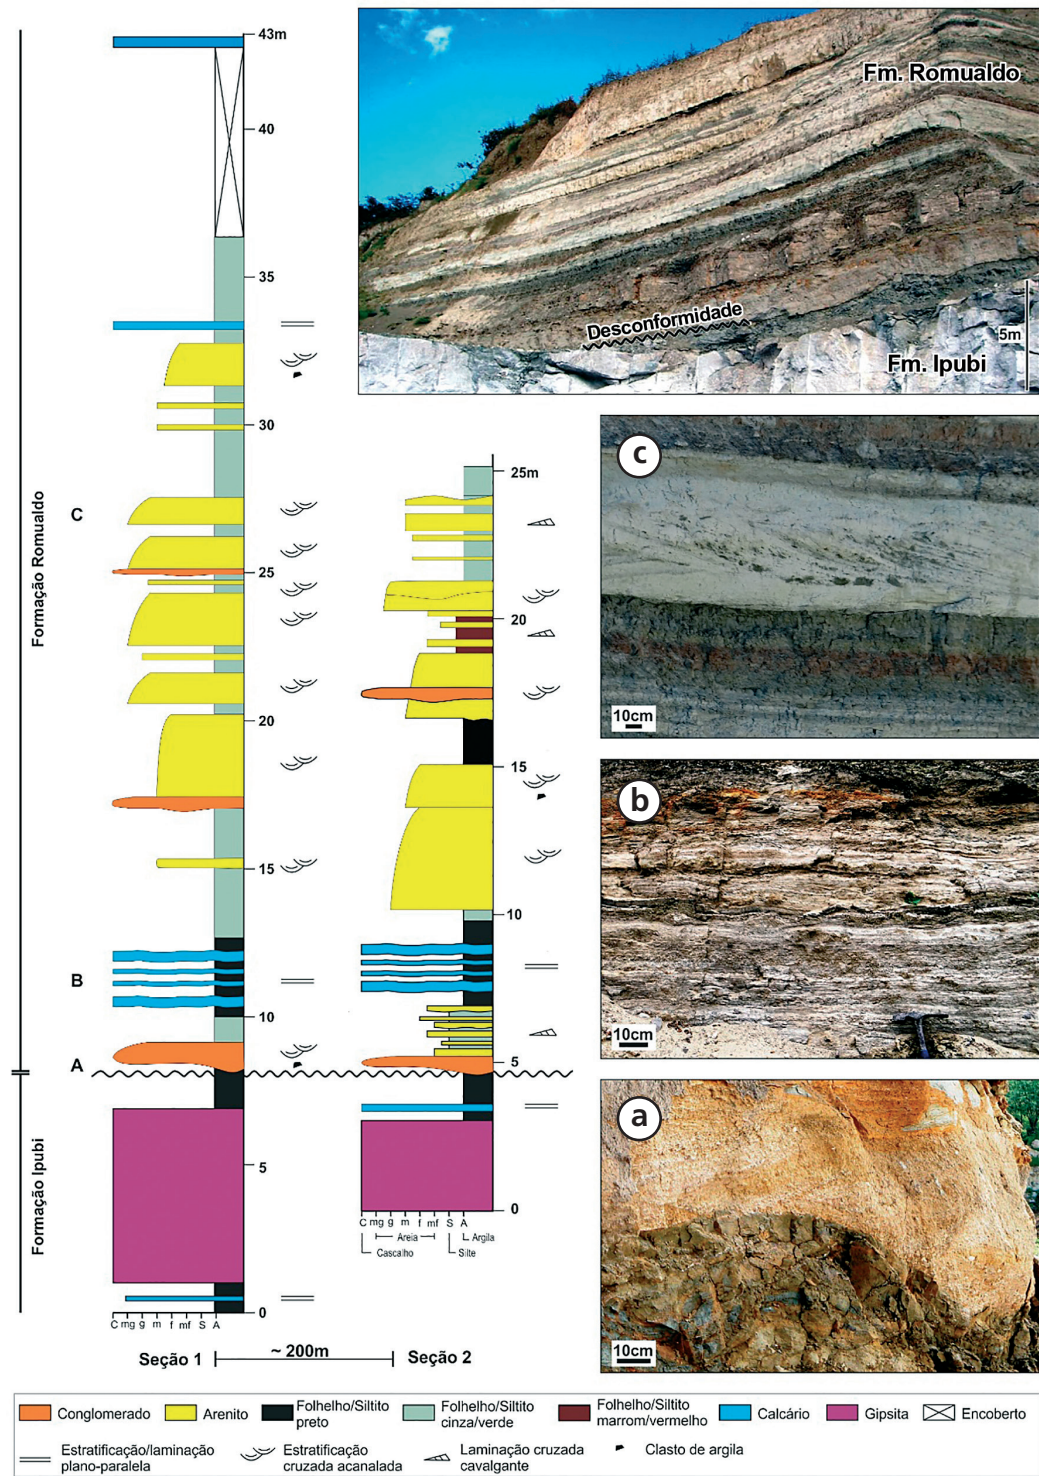 43m
40
35
30
25
20
15
10
5
0
Formação Romualdo
Formação Ipubi
C
B
A
C mg g m f mf S A
25m
20
15
10
5
0
C mg g m f mf S A
Areia
Argila
Cascalho
Silte
Seção 1
~ 200m
Seção 2
Fm. Romualdo
Desconformidade
5m
Fm. Ipubi
c
10cm
b
10cm
a
10cm
Conglomerado
Arenito
Folhelho/Siltito
preto
Folhelho/Siltito
cinza/verde
Folhelho/Siltito
marrom/vermelho
Calcário
Gipsita
Encoberto
Estratificação/laminação
plano-paralela
Estratificação
cruzada acanalada
Laminação cruzada
cavalgante
Clasto de argila